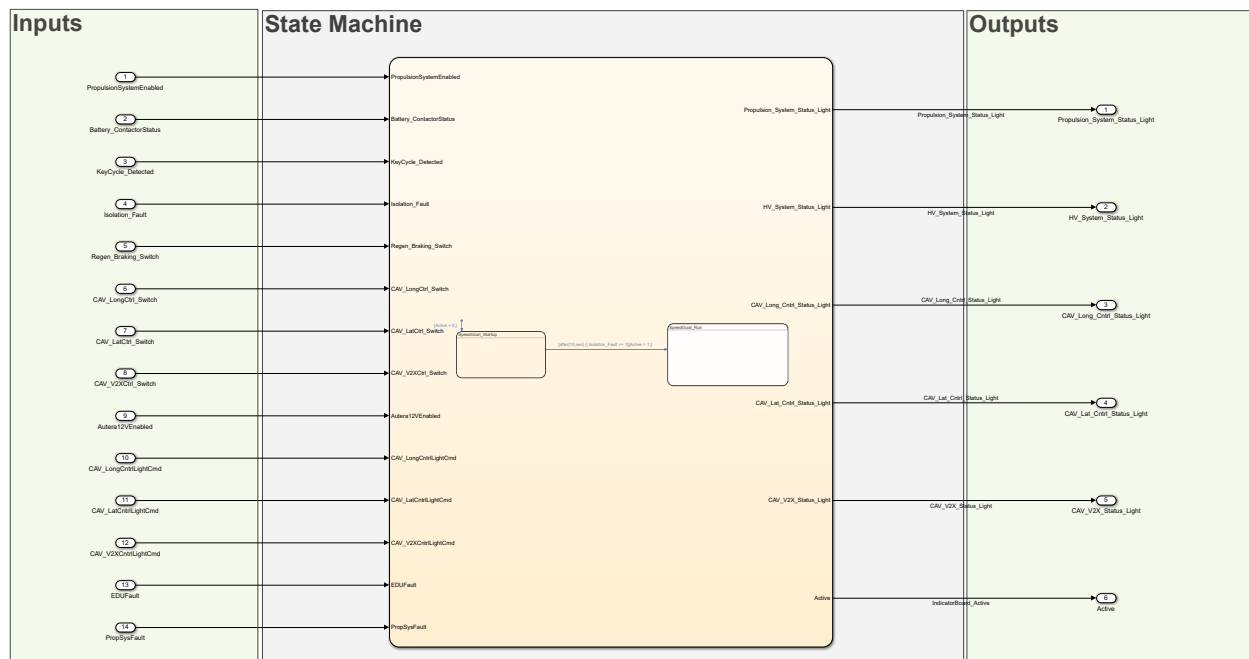 Inputs
State Machine
Outputs
1
PropulsionSystemEnabled
2
Battery_ContactorStatus
3
KeyCycle_Detected
4
Isolation_Fault
5
Regen_Braking_Switch
6
CAV_LongCtrl_Switch
7
CAV_LatCtrl_Switch
8
CAV_V2XCtrl_Switch
9
Autera12VEnabled
10
CAV_LongCntrlLightCmd
11
CAV_LatCntrlLightCmd
12
CAV_V2XCntrlLightCmd
13
EDUFault
14
PropSysFault
PropulsionSystemEnabled
Battery_ContactorStatus
KeyCycle_Detected
Isolation_Fault
Regen_Braking_Switch
CAV_LongCtrl_Switch
CAV_LatCtrl_Switch
CAV_V2XCtrl_Switch
Autera12VEnabled
CAV_LongCntrlLightCmd
CAV_LatCntrlLightCmd
CAV_V2XCntrlLightCmd
EDUFault
PropSysFault
SpeedGoat_Startup
SpeedGoat_Run
Propulsion_System_Status_Light
HV_System_Status_Light
CAV_Long_Cntrl_Status_Light
CAV_Lat_Cntrl_Status_Light
CAV_V2X_Status_Light
Active
Propulsion_System_Status_Light
HV_System_Status_Light
CAV_Long_Cntrl_Status_Light
CAV_Lat_Cntrl_Status_Light
CAV_V2X_Status_Light
IndicatorBoard_Active
1
Propulsion_System_Status_Light
2
HV_System_Status_Light
3
CAV_Long_Cntrl_Status_Light
4
CAV_Lat_Cntrl_Status_Light
5
CAV_V2X_Status_Light
6
Active